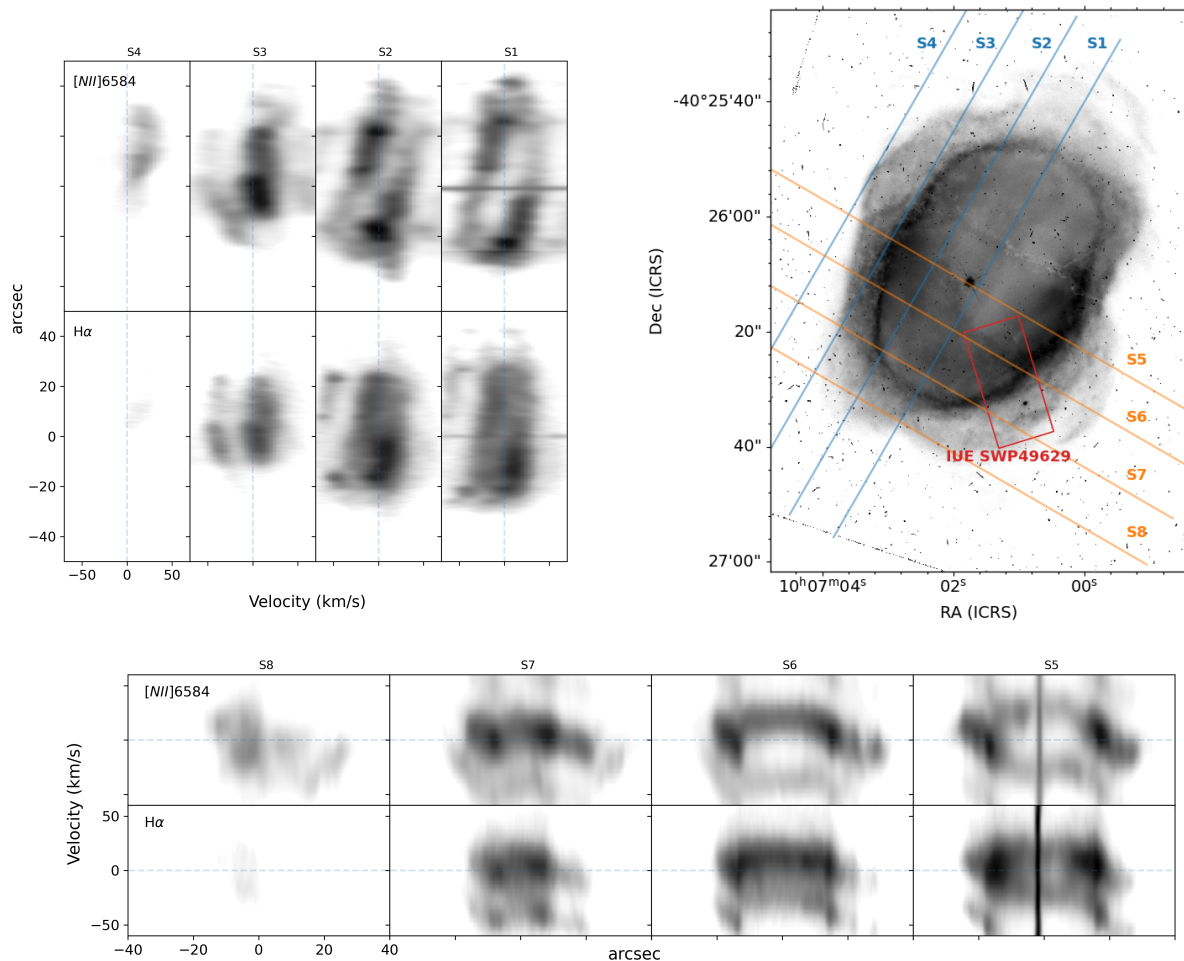 S4 S3 S2 S1
[NII]6584
Hα
arcsec
40
20
0
−20
−40
−50 0 50
Velocity (km/s)
S4 S3 S2 S1
-40°25'40"
26'00"
20"
40"
27'00"
Dec (ICRS)
S5
S6
S7
S8
IUE SWP49629
10ʰ07ᵐ04ˢ 02ˢ 00ˢ
RA (ICRS)
S8 S7 S6 S5
[NII]6584
Hα
Velocity (km/s)
50
0
−50
−40 −20 0 20 40
arcsec